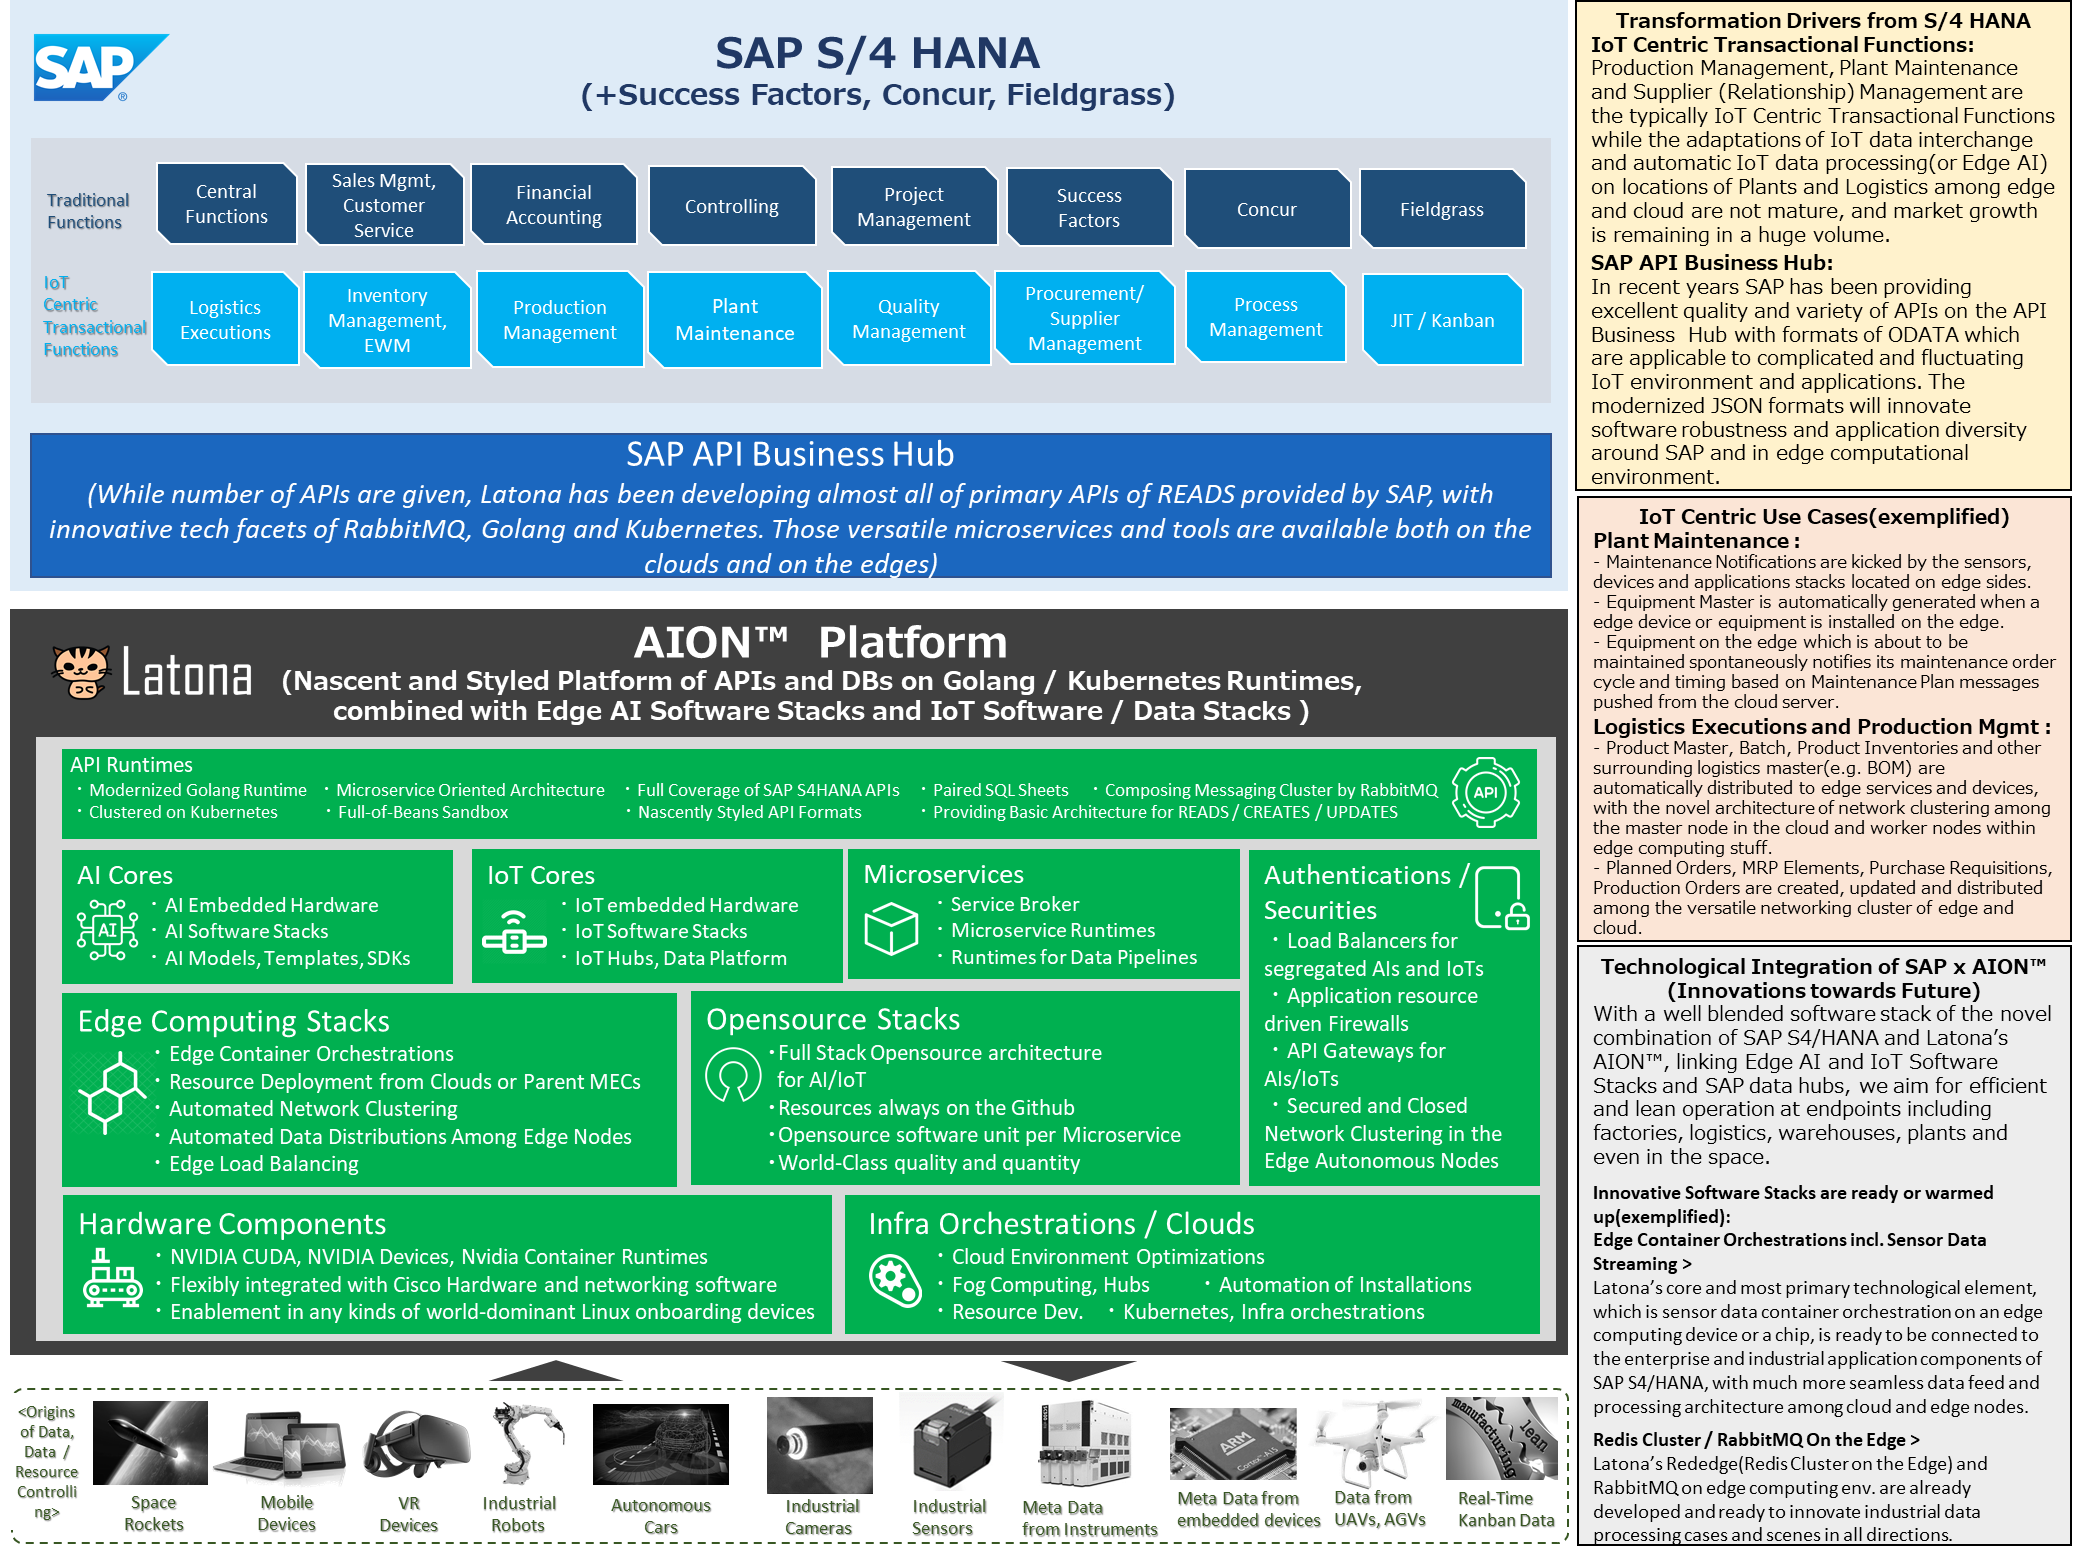 SAP
®
SAP S/4 HANA
(+Success Factors, Concur, Fieldgrass)
Traditional
Functions
Central
Functions
Sales Mgmt,
Customer
Service
Financial
Accounting
Controlling
Project
Management
Success
Factors
Concur
Fieldgrass
IoT
Centric
Transactional
Functions
Logistics
Executions
Inventory
Management,
EWM
Production
Management
Plant
Maintenance
Quality
Management
Procurement/
Supplier
Management
Process
Management
JIT / Kanban
SAP API Business Hub
(While number of APIs are given, Latona has been developing almost all of primary APIs of READS provided by SAP, with
innovative tech facets of RabbitMQ, Golang and Kubernetes. Those versatile microservices and tools are available both on the
clouds and on the edges)
Latona
AION™ Platform
(Nascent and Styled Platform of APIs and DBs on Golang / Kubernetes Runtimes,
combined with Edge AI Software Stacks and IoT Software / Data Stacks )
API Runtimes
・Modernized Golang Runtime ・Microservice Oriented Architecture ・Full Coverage of SAP S4HANA APIs ・Paired SQL Sheets ・Composing Messaging Cluster by RabbitMQ
・Clustered on Kubernetes ・Full-of-Beans Sandbox ・Nascently Styled API Formats ・Providing Basic Architecture for READS / CREATES / UPDATES
API
AI Cores
AI
・AI Embedded Hardware
・AI Software Stacks
・AI Models, Templates, SDKs
IoT Cores
・IoT embedded Hardware
・IoT Software Stacks
・IoT Hubs, Data Platform
Microservices
・Service Broker
・Microservice Runtimes
・Runtimes for Data Pipelines
Authentications /
Securities
・Load Balancers for
segregated AIs and IoTs
・Application resource
driven Firewalls
・API Gateways for
AIs/IoTs
・Secured and Closed
Network Clustering in the
Edge Autonomous Nodes
Edge Computing Stacks
・Edge Container Orchestrations
・Resource Deployment from Clouds or Parent MECs
・Automated Network Clustering
・Automated Data Distributions Among Edge Nodes
・Edge Load Balancing
Opensource Stacks
・Full Stack Opensource architecture
for AI/IoT
・Resources always on the Github
・Opensource software unit per Microservice
・World-Class quality and quantity
Hardware Components
・NVIDIA CUDA, NVIDIA Devices, Nvidia Container Runtimes
・Flexibly integrated with Cisco Hardware and networking software
・Enablement in any kinds of world-dominant Linux onboarding devices
Infra Orchestrations / Clouds
・Cloud Environment Optimizations
・Fog Computing, Hubs ・Automation of Installations
・Resource Dev. ・Kubernetes, Infra orchestrations
<Origins
of Data,
Data /
Resource
Controlli
ng>
Space
Rockets
Mobile
Devices
VR
Devices
Industrial
Robots
Autonomous
Cars
Industrial
Cameras
Industrial
Sensors
Meta Data
from Instruments
ARM
Cortex-A15
Meta Data from
embedded devices
Data from
UAVs, AGVs
manufacturing
lean
Real-Time
Kanban Data
Transformation Drivers from S/4 HANA
IoT Centric Transactional Functions:
Production Management, Plant Maintenance
and Supplier (Relationship) Management are
the typically IoT Centric Transactional Functions
while the adaptations of IoT data interchange
and automatic IoT data processing(or Edge AI)
on locations of Plants and Logistics among edge
and cloud are not mature, and market growth
is remaining in a huge volume.
SAP API Business Hub:
In recent years SAP has been providing
excellent quality and variety of APIs on the API
Business Hub with formats of ODATA which
are applicable to complicated and fluctuating
IoT environment and applications. The
modernized JSON formats will innovate
software robustness and application diversity
around SAP and in edge computational
environment.
IoT Centric Use Cases(exemplified)
Plant Maintenance :
- Maintenance Notifications are kicked by the sensors,
devices and applications stacks located on edge sides.
- Equipment Master is automatically generated when a
edge device or equipment is installed on the edge.
- Equipment on the edge which is about to be
maintained spontaneously notifies its maintenance order
cycle and timing based on Maintenance Plan messages
pushed from the cloud server.
Logistics Executions and Production Mgmt :
- Product Master, Batch, Product Inventories and other
surrounding logistics master(e.g. BOM) are
automatically distributed to edge services and devices,
with the novel architecture of network clustering among
the master node in the cloud and worker nodes within
edge computing stuff.
- Planned Orders, MRP Elements, Purchase Requisitions,
Production Orders are created, updated and distributed
among the versatile networking cluster of edge and
cloud.
Technological Integration of SAP x AION™
(Innovations towards Future)
With a well blended software stack of the novel
combination of SAP S4/HANA and Latona’s
AION™, linking Edge AI and IoT Software
Stacks and SAP data hubs, we aim for efficient
and lean operation at endpoints including
factories, logistics, warehouses, plants and
even in the space.
Innovative Software Stacks are ready or warmed
up(exemplified):
Edge Container Orchestrations incl. Sensor Data
Streaming >
Latona’s core and most primary technological element,
which is sensor data container orchestration on an edge
computing device or a chip, is ready to be connected to
the enterprise and industrial application components of
SAP S4/HANA, with much more seamless data feed and
processing architecture among cloud and edge nodes.
Redis Cluster / RabbitMQ On the Edge >
Latona’s Rededge(Redis Cluster on the Edge) and
RabbitMQ on edge computing env. are already
developed and ready to innovate industrial data
processing cases and scenes in all directions.